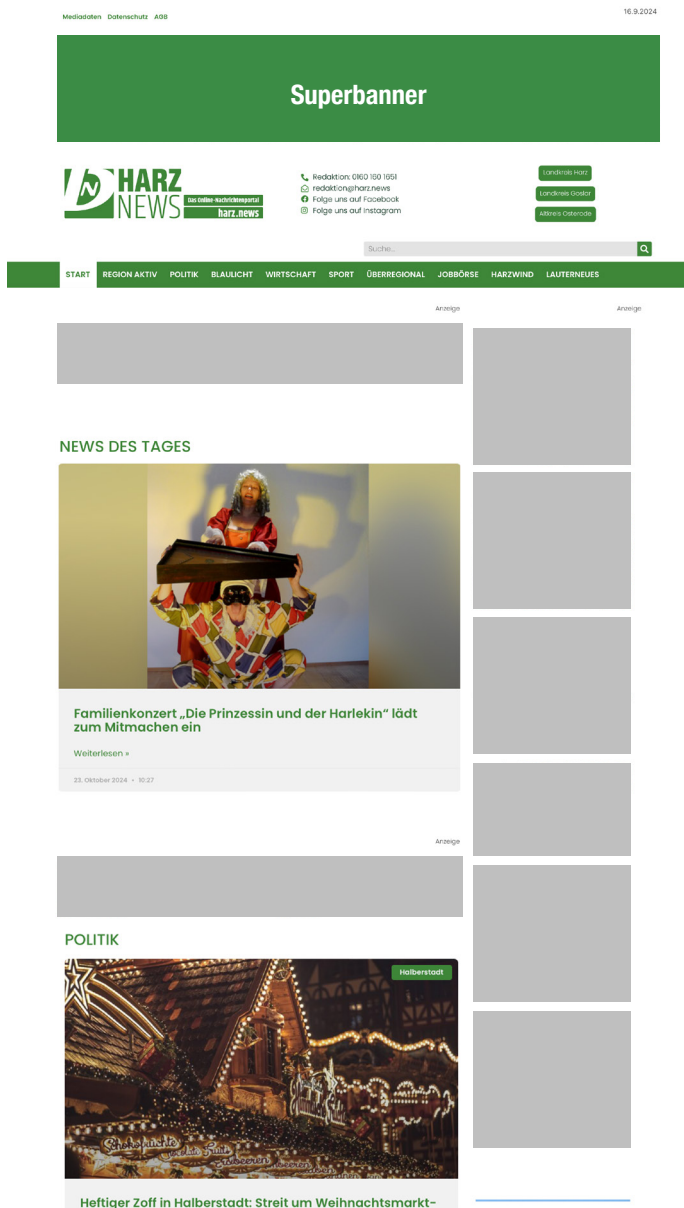 Mediadaten Datenschutz AGB
16.9.2024
Superbanner
HARZ
NEWS
Das Online-Nachrichtenportal
harz.news
Redaktion: 0160 160 1651
redaktion@harz.news
Folge uns auf Facebook
Folge uns auf Instagram
Landkreis Harz
Landkreis Goslar
Altkreis Osterode
Suche...
START REGION AKTIV POLITIK BLAULICHT WIRTSCHAFT SPORT ÜBERREGIONAL JOBBÖRSE HARZWIND LAUTERNEUES
Anzeige
Anzeige
NEWS DES TAGES
Familienkonzert „Die Prinzessin und der Harlekin“ lädt
zum Mitmachen ein
Weiterlesen »
23. Oktober 2024 • 10:27
Anzeige
POLITIK
Halberstadt
Schokofrüchte
Erdbeeren
Heftiger Zoff in Halberstadt: Streit um Weihnachtsmarkt-